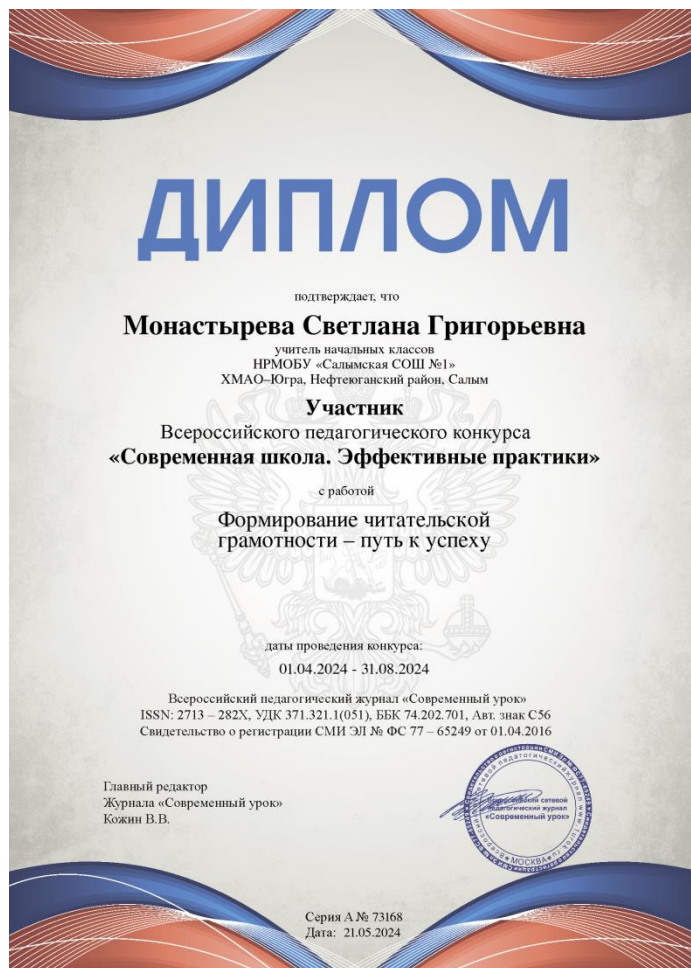 ДИПЛОМ
подтверждает, что
Монастырева Светлана Григорьевна
учитель начальных классов
НРМОБУ «Салымская СОШ №1»
ХМАО–Югра, Нефтеюганский район, Салым
Участник
Всероссийского педагогического конкурса
«Современная школа. Эффективные практики»
с работой
Формирование читательской
грамотности – путь к успеху
даты проведения конкурса:
01.04.2024 - 31.08.2024
Всероссийский педагогический журнал «Современный урок»
ISSN: 2713 – 282X, УДК 371.321.1(051), ББК 74.202.701, Авт. знак С56
Свидетельство о регистрации СМИ ЭЛ № ФС 77 – 65249 от 01.04.2016
Главный редактор
Журнала «Современный урок»
Кожин В.В.
Всероссийский сетевой
педагогический журнал
«Современный урок»
МОСКВА
Серия А № 73168
Дата: 21.05.2024